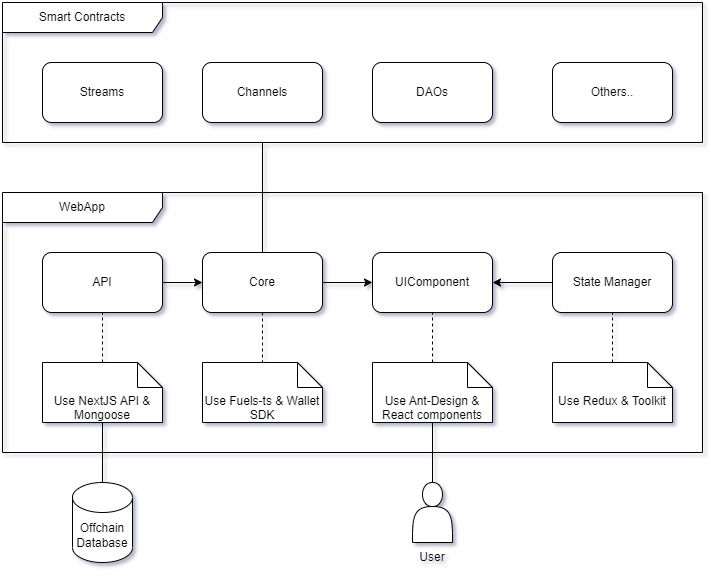 Smart Contracts
Streams
Channels
DAOs
Others..
WebApp
API
Core
UIComponent
State Manager
Use NextJS API &
Mongoose
Use Fuels-ts & Wallet
SDK
Use Ant-Design &
React components
Use Redux & Toolkit
Offchain
Database
User